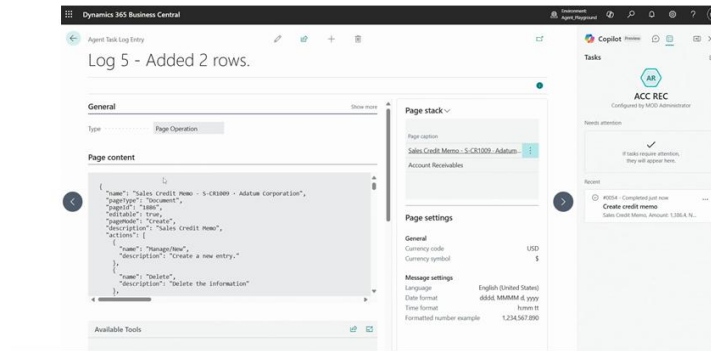 Dynamics 365 Business Central
Environment:
Agent_Playground
Agent Task Log Entry
Log 5 - Added 2 rows.
General
Show more
Type
Page Operation
Page content
{
"name": "Sales Credit Memo - S-CR1009 - Adatum Corporation",
"pageType": "Document",
"pageId": "1886",
"editable": true,
"pageMode": "Create",
"description": "Sales Credit Memo",
"actions": [
{
"name": "Manage/New",
"description": "Create a new entry."
},
{
"name": "Delete",
"description": "Delete the information"
},
Available Tools
Page stack
Page caption
Sales Credit Memo - S-CR1009 - Adatum...
Account Receivables
Page settings
General
Currency code USD
Currency symbol $
Message settings
Language English (United States)
Date format dddd, MMMM d, yyyy
Time format h:mm tt
Formatted number example 1,234,567.890
Copilot Preview
Tasks
AR
ACC REC
Configured by MOD Administrator
Needs attention
If tasks require attention,
they will appear here.
Recent
#0054 - Completed just now
Create credit memo
Sales Credit Memo, Amount: 1,386.4, N...